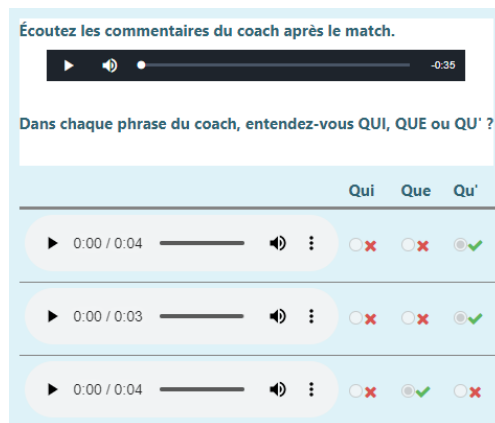 Écoutez les commentaires du coach après le match.
-0:35
Dans chaque phrase du coach, entendez-vous QUI, QUE ou QU' ?
Qui Que Qu'
0:00 / 0:04
0:00 / 0:03
0:00 / 0:04